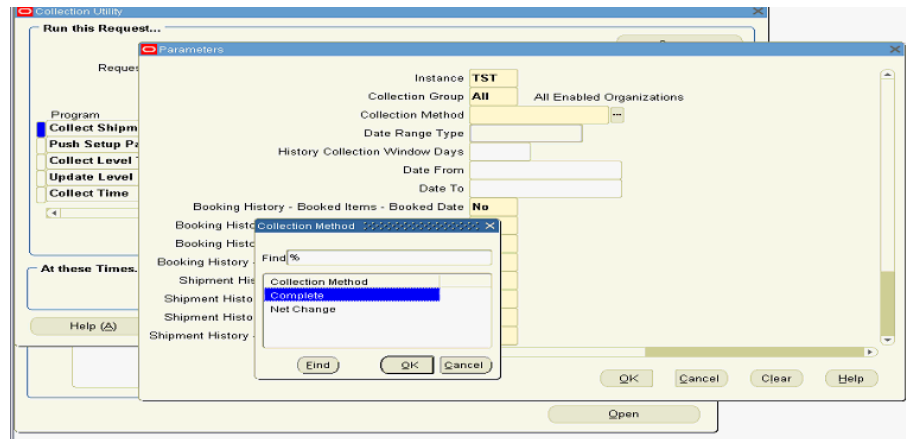 Collection Utility
Run this Request...
Parameters
Instance TST
Collection Group All All Enabled Organizations
Collection Method
Date Range Type
History Collection Window Days
Date From
Date To
Booking History - Booked Items - Booked Date No
Program
Collect Shipm
Push Setup Pa
Collect Level
Update Level
Collect Time
Booking Histo
Booking Histo
Booking History -
Shipment His
Shipment Histo
Shipment Histo
Shipment History -
Collection Method
Find %
Collection Method
Complete
Net Change
Find OK Cancel
At these Times.
Help (A)
OK Cancel Clear Help
Open